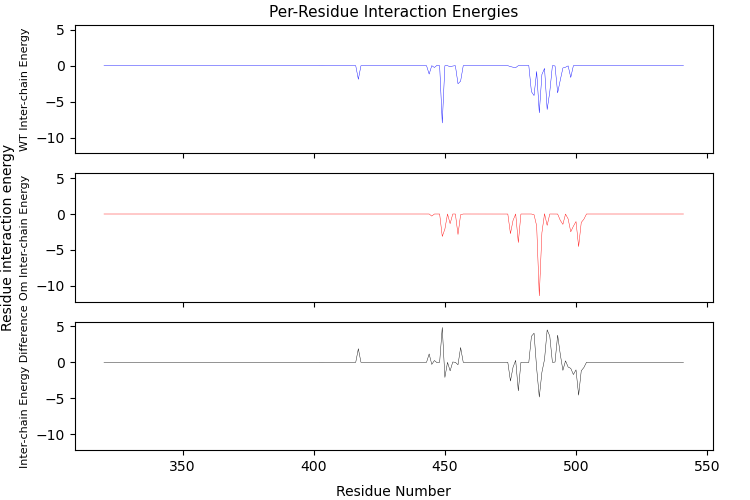 Per-Residue Interaction Energies
Residue interaction energy
WT Inter-chain Energy
5
0
−5
−10
Om Inter-chain Energy
5
0
−5
−10
Inter-chain Energy Difference
5
0
−5
−10
350
400
450
500
550
Residue Number